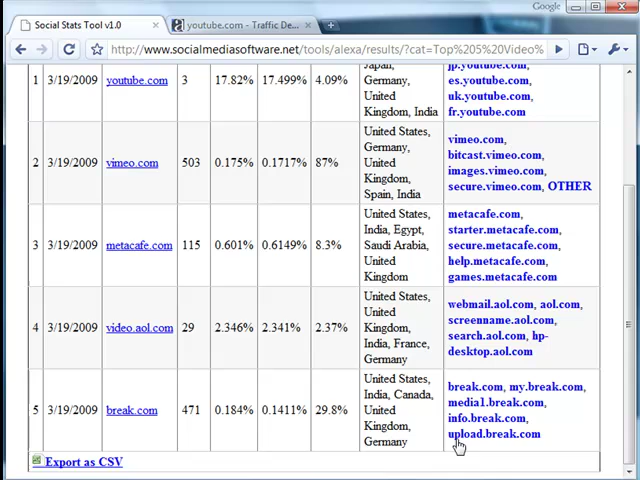 Google
Social Stats Tool v1.0
youtube.com - Traffic De...
http://www.socialmediasoftware.net/tools/alexa/results/?cat=Top%205%20Video%
1 3/19/2009 youtube.com 3 17.82% 17.499% 4.09%
Japan,
Germany,
United
Kingdom, India
jp.youtube.com,
es.youtube.com,
uk.youtube.com,
fr.youtube.com
2 3/19/2009 vimeo.com 503 0.175% 0.1717% 87%
United States,
Germany,
United
Kingdom,
Spain, India
vimeo.com,
bitcast.vimeo.com,
images.vimeo.com,
secure.vimeo.com, OTHER
3 3/19/2009 metacafe.com 115 0.601% 0.6149% 8.3%
United States,
India, Egypt,
Saudi Arabia,
United
Kingdom
metacafe.com,
starter.metacafe.com,
secure.metacafe.com,
help.metacafe.com,
games.metacafe.com
4 3/19/2009 video.aol.com 29 2.346% 2.341% 2.37%
United States,
United
Kingdom,
India, France,
Germany
webmail.aol.com, aol.com,
screenname.aol.com,
search.aol.com, hp-
desktop.aol.com
5 3/19/2009 break.com 471 0.184% 0.1411% 29.8%
United States,
India, Canada,
United
Kingdom,
Germany
break.com, my.break.com,
media1.break.com,
info.break.com,
upload.break.com
Export as CSV